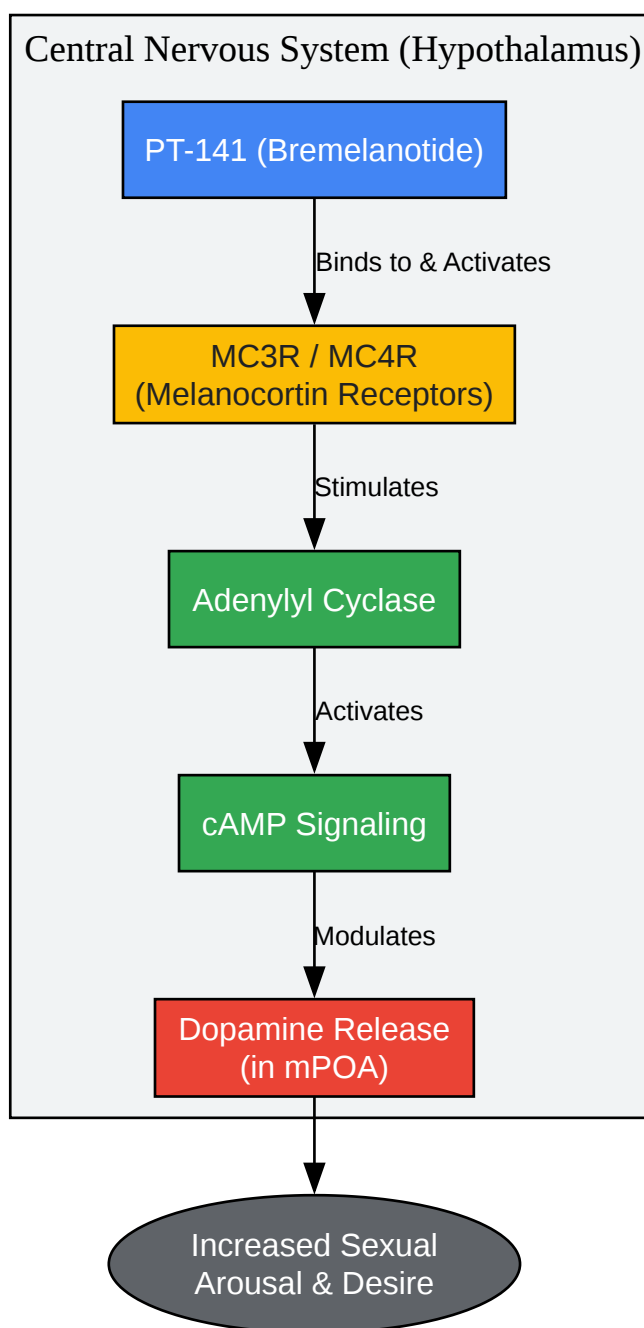 Central Nervous System (Hypothalamus)
PT-141 (Bremelanotide)
Binds to & Activates
MC3R / MC4R
(Melanocortin Receptors)
Stimulates
Adenylyl Cyclase
Activates
cAMP Signaling
Modulates
Dopamine Release
(in mPOA)
Increased Sexual
Arousal & Desire